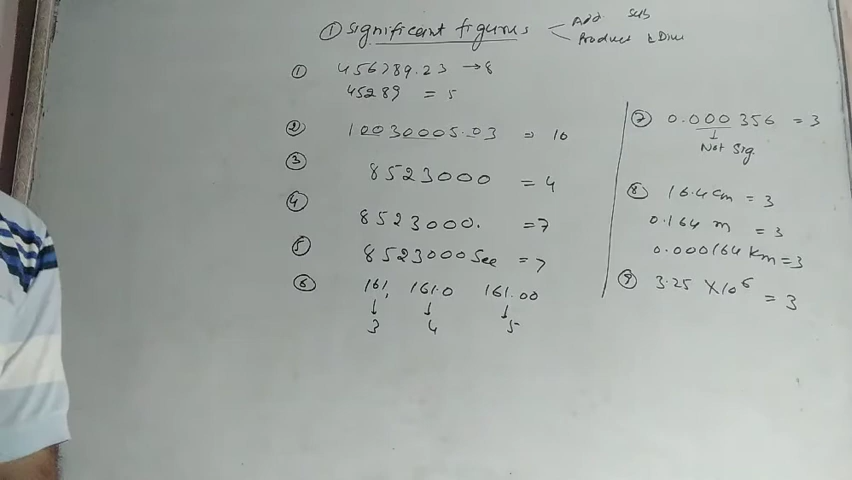 ① Significant figures Add Sub
Product & Divi
① 456789.23 → 8
45289 = 5
② 10030005.03 ⇒ 10
③ 8523000 = 4
④ 8523000. = 7
⑤ 8523000 Sec = 7
⑥ 161. 161.0 161.00
↓ ↓ ↓
3 4 5
⑦ 0.000356 = 3
↓
Not Sig.
⑧ 16.4 cm = 3
0.164 m = 3
0.000164 km = 3
⑨ 3.25 × 10⁶ = 3